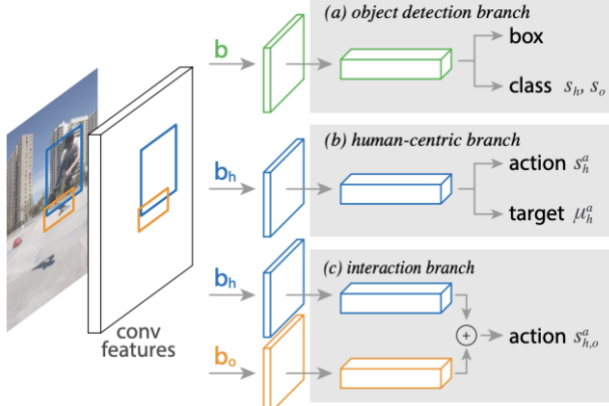 (a) object detection branch
b
box
class s_h, s_o
(b) human-centric branch
b_h
action s_h^a
target μ_h^a
(c) interaction branch
b_h
b_o
+
action s_{h,o}^a
conv
features